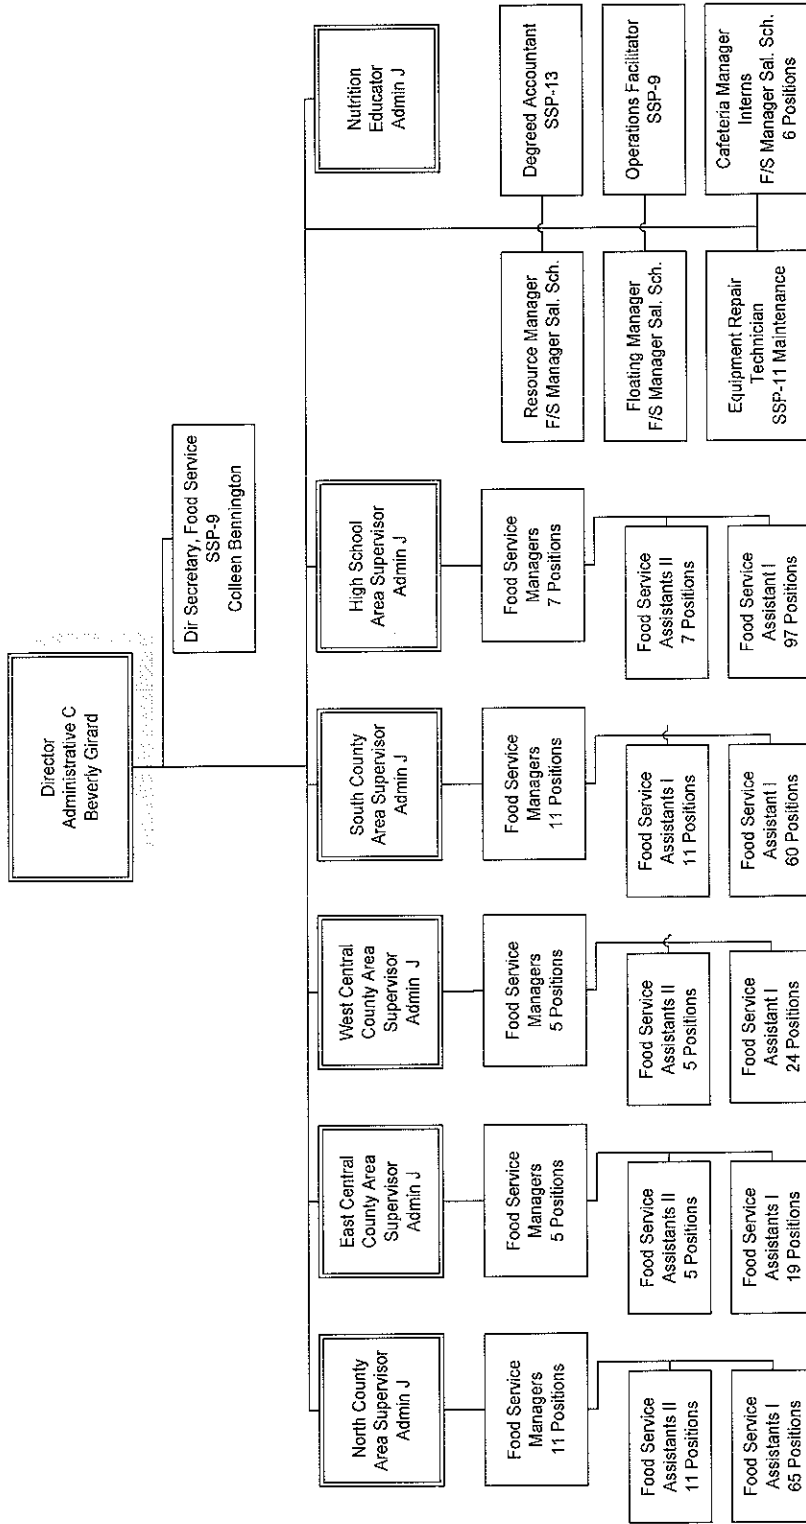 Director
Administrative C
Beverly Girard
Dir Secretary, Food Service
SSP-9
Colleen Bennington
North County
Area Supervisor
Admin J
East Central
County Area
Supervisor
Admin J
West Central
County Area
Supervisor
Admin J
South County
Area Supervisor
Admin J
High School
Area Supervisor
Admin J
Nutrition
Educator
Admin J
Food Service
Managers
11 Positions
Food Service
Managers
5 Positions
Food Service
Managers
5 Positions
Food Service
Managers
11 Positions
Food Service
Managers
7 Positions
Resource Manager
F/S Manager Sal. Sch.
Degreed Accountant
SSP-13
Food Service
Assistants II
11 Positions
Food Service
Assistants II
5 Positions
Food Service
Assistants II
5 Positions
Food Service
Assistants I
11 Positions
Food Service
Assistants II
7 Positions
Floating Manager
F/S Manager Sal. Sch.
Operations Facilitator
SSP-9
Food Service
Assistants I
65 Positions
Food Service
Assistants I
19 Positions
Food Service
Assistant I
24 Positions
Food Service
Assistant I
60 Positions
Food Service
Assistant I
97 Positions
Equipment Repair
Technician
SSP-11 Maintenance
Cafeteria Manager
Interns
F/S Manager Sal. Sch.
6 Positions